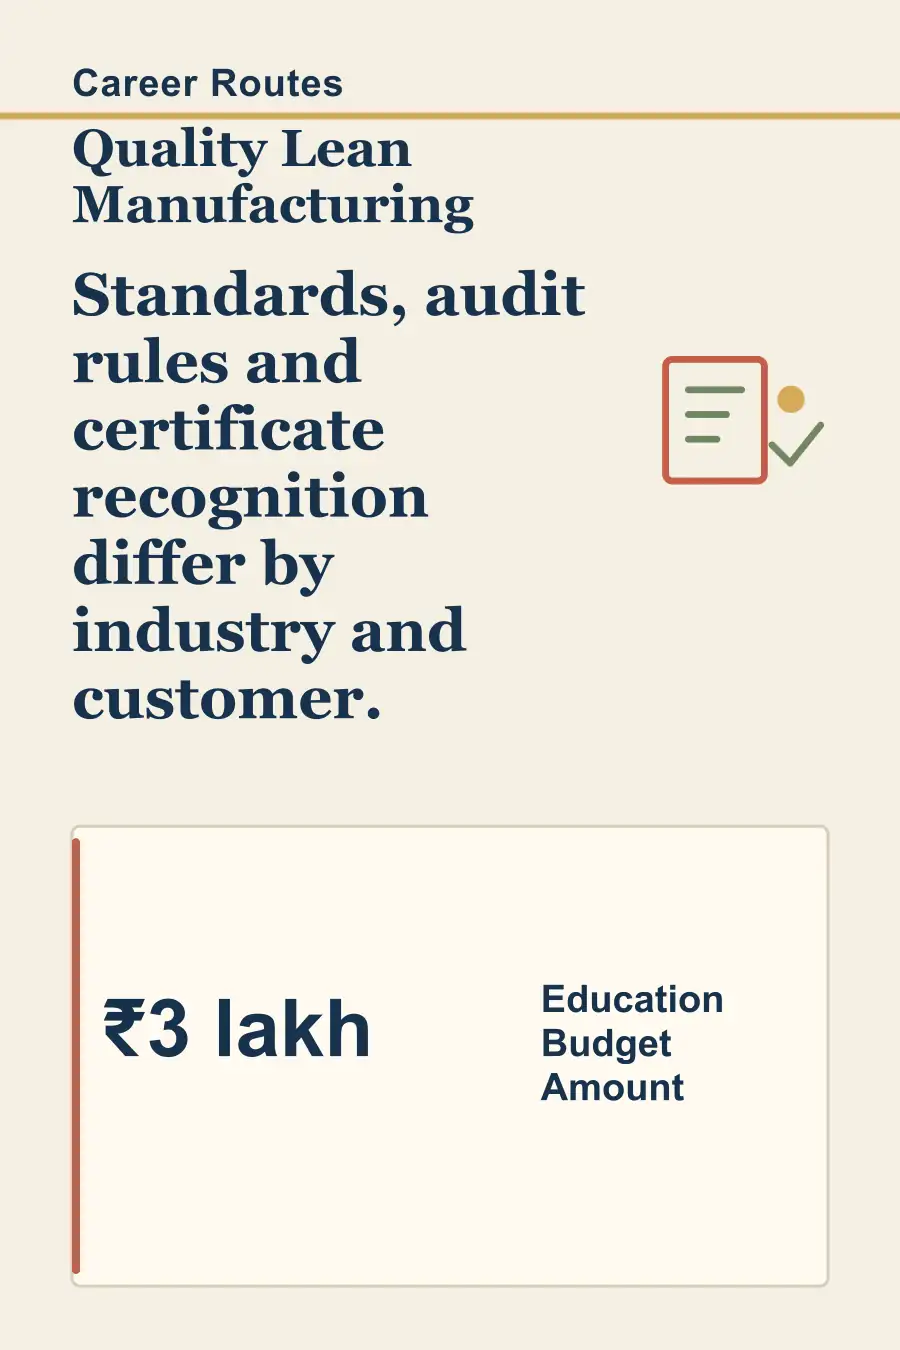 Career Routes
Quality Lean
Manufacturing
Standards, audit
rules and
certificate
recognition
differ by
industry and
customer.
₹3 lakh
Education
Budget
Amount